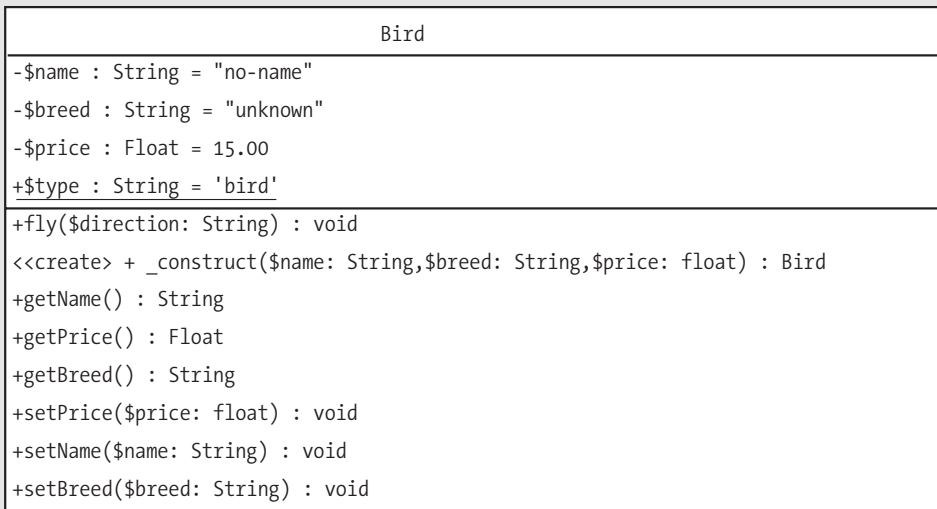 Bird
-$name : String = "no-name"
-$breed : String = "unknown"
-$price : Float = 15.00
+$type : String = 'bird'
+fly($direction: String) : void
<<create> + _construct($name: String,$breed: String,$price: float) : Bird
+getName() : String
+getPrice() : Float
+getBreed() : String
+setPrice($price: float) : void
+setName($name: String) : void
+setBreed($breed: String) : void